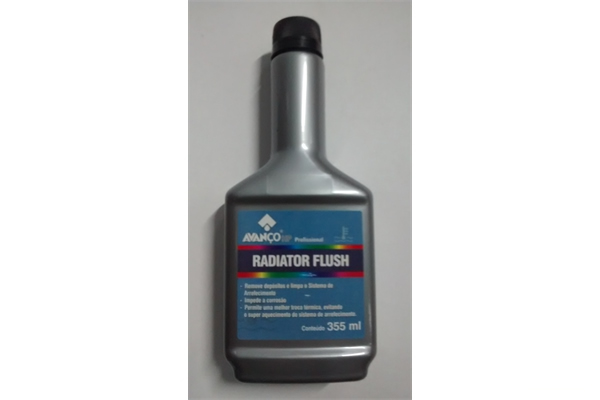 AVANÇO HP Professional
RADIATOR FLUSH
- Remove depósitos e limpa o Sistema de
Arrefecimento
- Impede a corrosão
- Permite uma melhor troca térmica, evitando
o super aquecimento do sistema de arrefecimento.
Conteúdo 355 ml